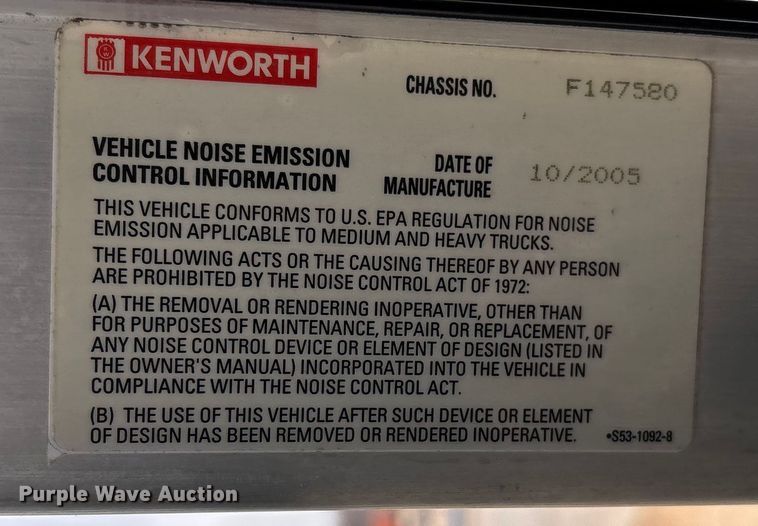 KENWORTH
CHASSIS NO. F147580
VEHICLE NOISE EMISSION
CONTROL INFORMATION
DATE OF
MANUFACTURE
10/2005
THIS VEHICLE CONFORMS TO U.S. EPA REGULATION FOR NOISE
EMISSION APPLICABLE TO MEDIUM AND HEAVY TRUCKS.
THE FOLLOWING ACTS OR THE CAUSING THEREOF BY ANY PERSON
ARE PROHIBITED BY THE NOISE CONTROL ACT OF 1972:
(A) THE REMOVAL OR RENDERING INOPERATIVE, OTHER THAN
FOR PURPOSES OF MAINTENANCE, REPAIR, OR REPLACEMENT, OF
ANY NOISE CONTROL DEVICE OR ELEMENT OF DESIGN (LISTED IN
THE OWNER'S MANUAL) INCORPORATED INTO THE VEHICLE IN
COMPLIANCE WITH THE NOISE CONTROL ACT.
(B) THE USE OF THIS VEHICLE AFTER SUCH DEVICE OR ELEMENT
OF DESIGN HAS BEEN REMOVED OR RENDERED INOPERATIVE. •S53-1092-8
Purple Wave Auction